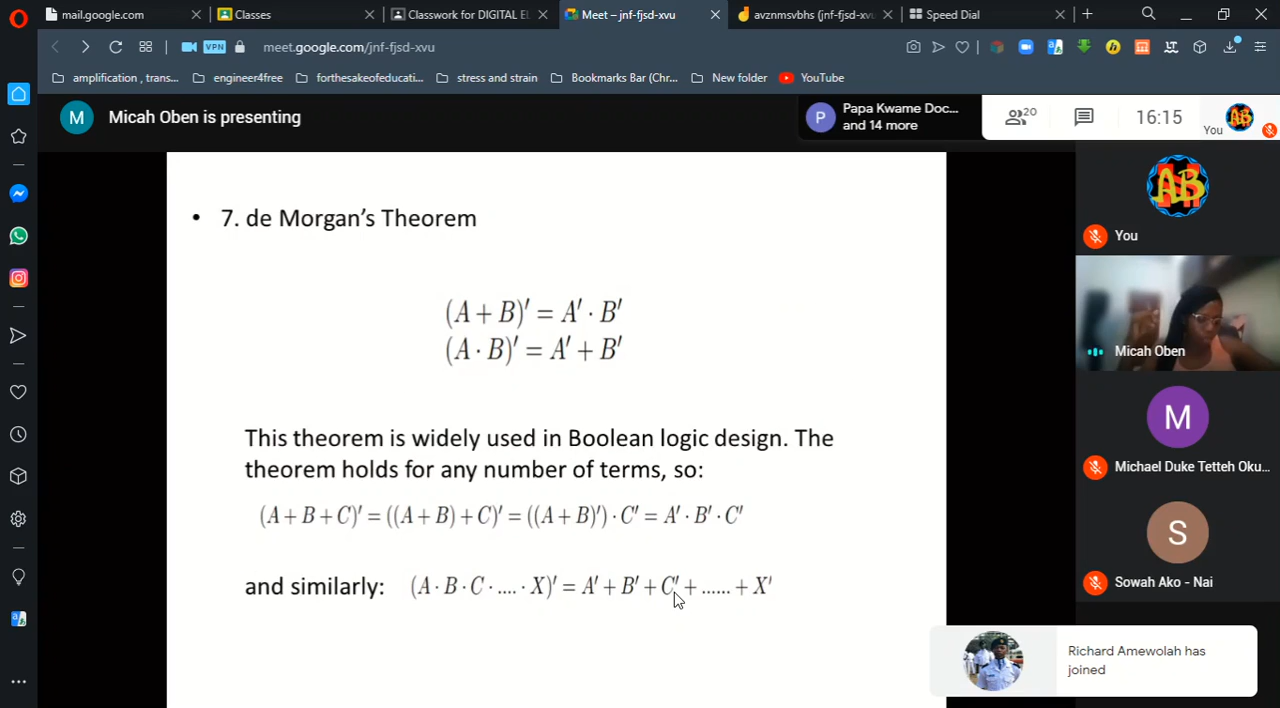 mail.google.com
Classes
Classwork for DIGITAL EL
Meet – jnf-fjsd-xvu
avznmsvbhs (jnf-fjsd-xv
Speed Dial
VPN
meet.google.com/jnf-fjsd-xvu
amplification , trans...
engineer4free
forthesakeofeducati...
stress and strain
Bookmarks Bar (Chr...
New folder
YouTube
M
Micah Oben is presenting
P
Papa Kwame Doc...
and 14 more
20
16:15
You
AB
• 7. de Morgan's Theorem
(A + B)′ = A′ · B′
(A · B)′ = A′ + B′
This theorem is widely used in Boolean logic design. The
theorem holds for any number of terms, so:
(A + B + C)′ = ((A + B) + C)′ = ((A + B)′) · C′ = A′ · B′ · C′
and similarly: (A · B · C · .... · X)′ = A′ + B′ + C′ + ...... + X′
AB
You
Micah Oben
M
Michael Duke Tetteh Oku...
S
Sowah Ako - Nai
Richard Amewolah has
joined